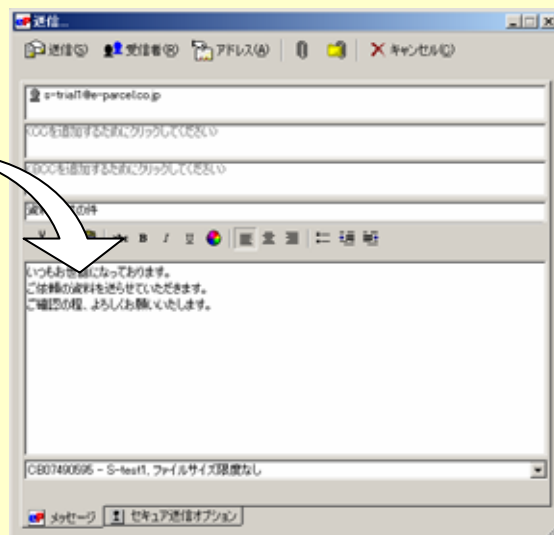 送信...
送信(S) 受信者(R) アドレス(A) キャンセル(C)
s-trial1@e-parcel.co.jp
<CCを追加するためにクリックしてください>
<BCCを追加するためにクリックしてください>
の件
B I U
いつもお世話になっております。
ご依頼の資料を送らせていただきます。
ご確認の程、よろしくお願いいたします。
CB07490595 - S-test1, ファイルサイズ限度なし
メッセージ セキュア送信オプション